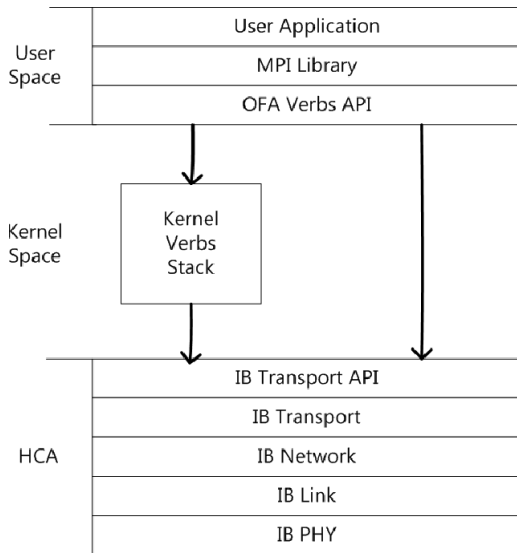 User Application
User
Space
MPI Library
OFA Verbs API
Kernel
Space
Kernel
Verbs
Stack
IB Transport API
IB Transport
HCA
IB Network
IB Link
IB PHY